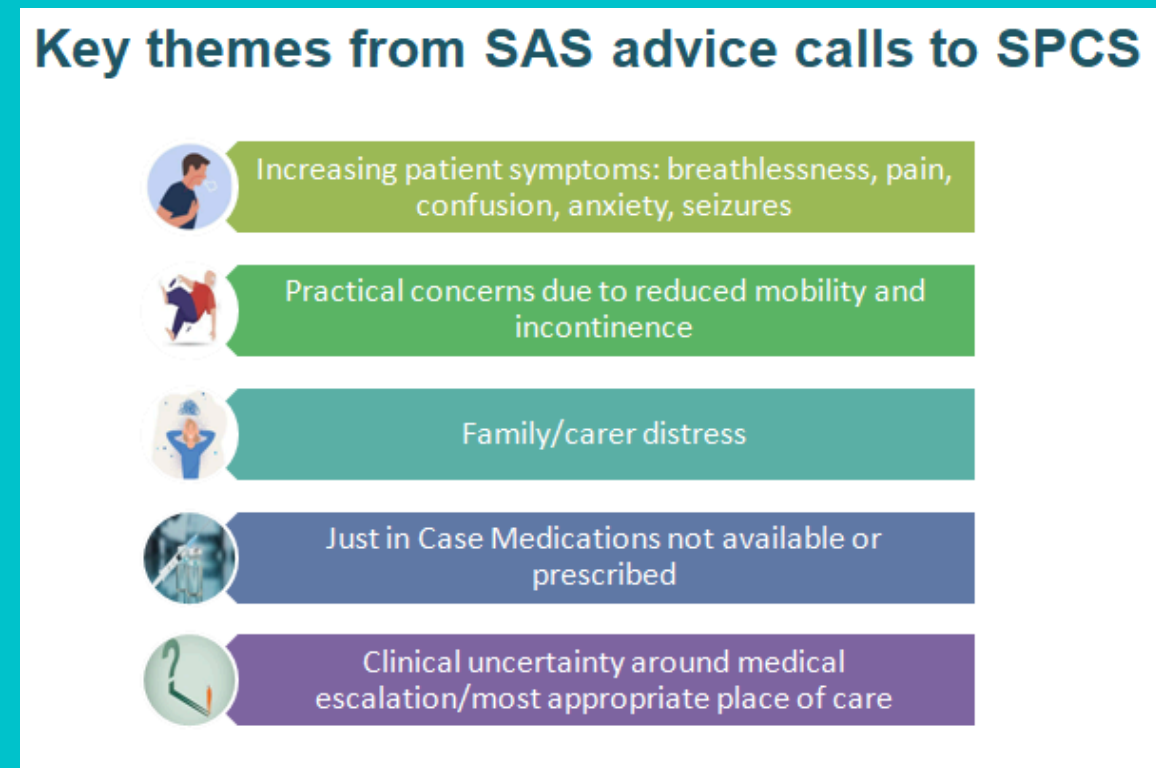 Key themes from SAS advice calls to SPCS
Increasing patient symptoms: breathlessness, pain,
confusion, anxiety, seizures
Practical concerns due to reduced mobility and
incontinence
Family/carer distress
Just in Case Medications not available or
prescribed
Clinical uncertainty around medical
escalation/most appropriate place of care